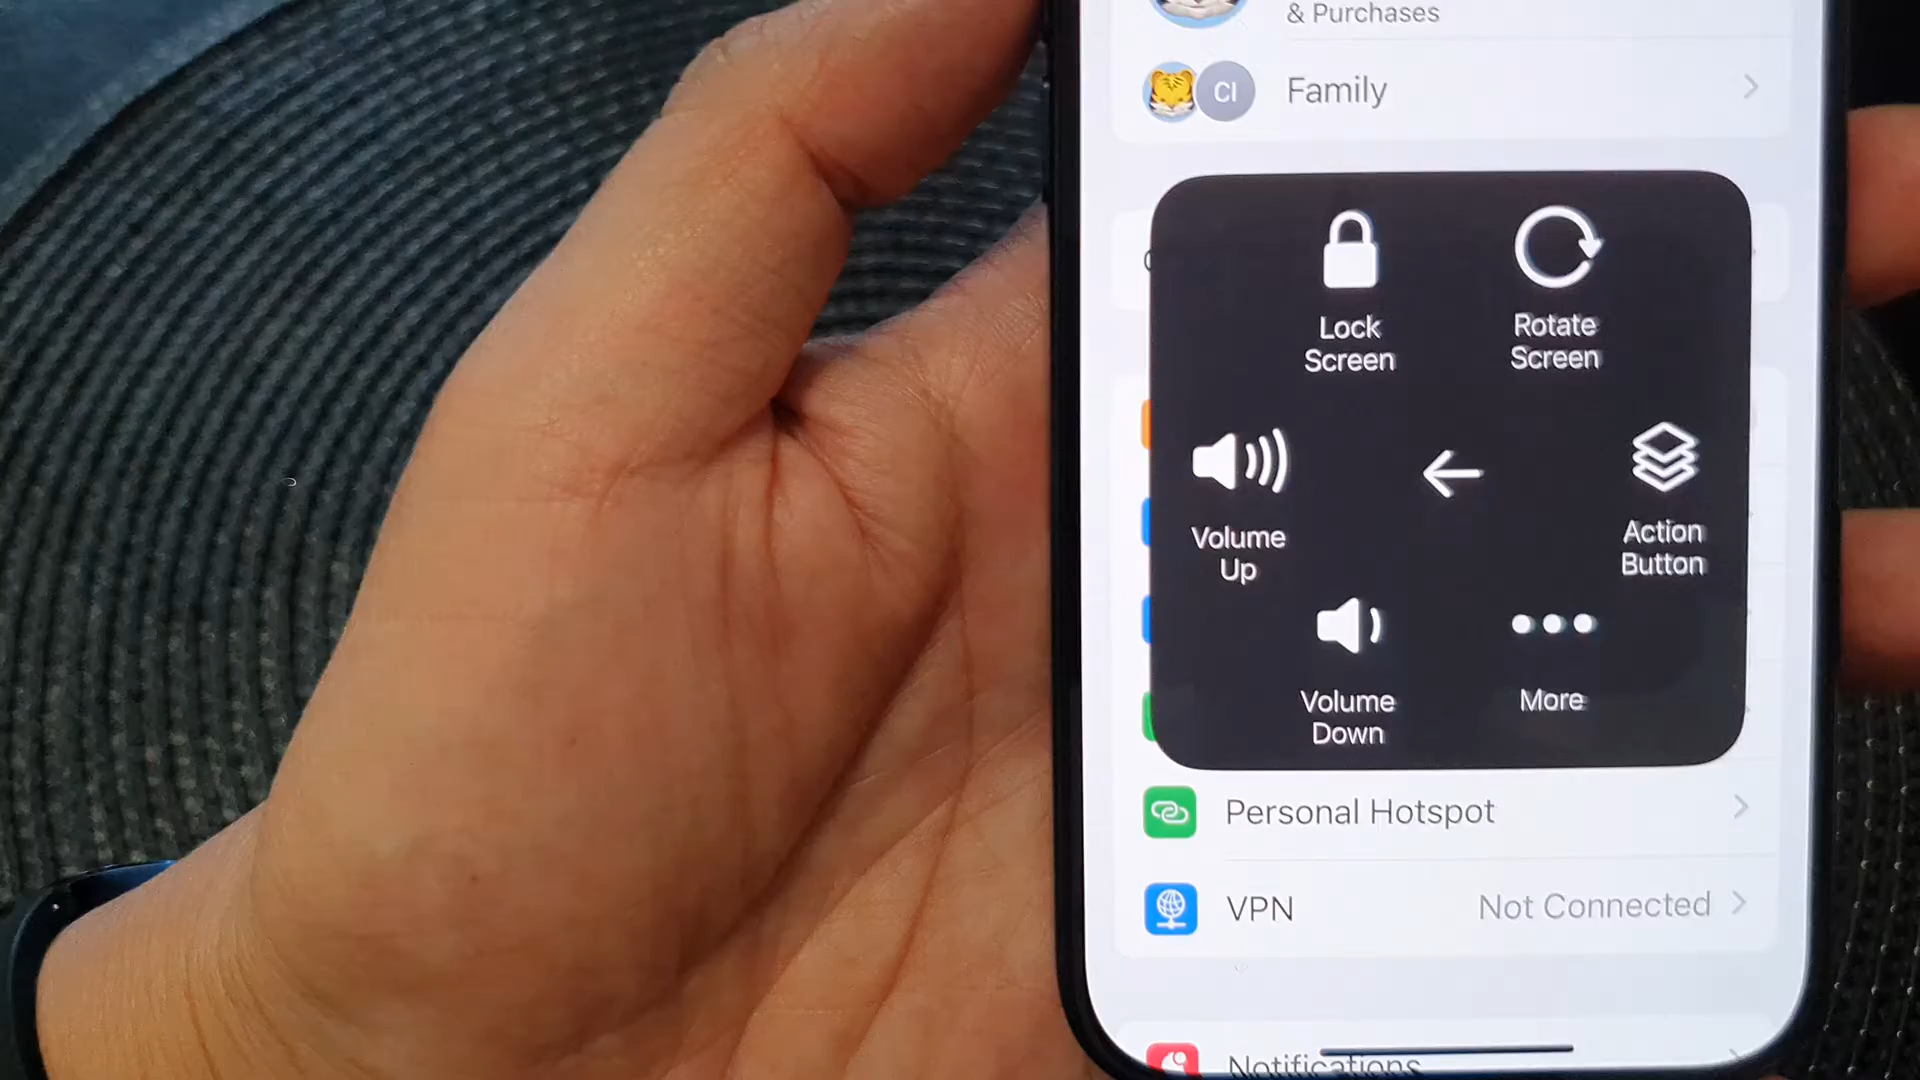 & Purchases
CI
Family
Lock
Screen
Rotate
Screen
Volume
Up
Action
Button
Volume
Down
More
Personal Hotspot
VPN
Not Connected
Notifications